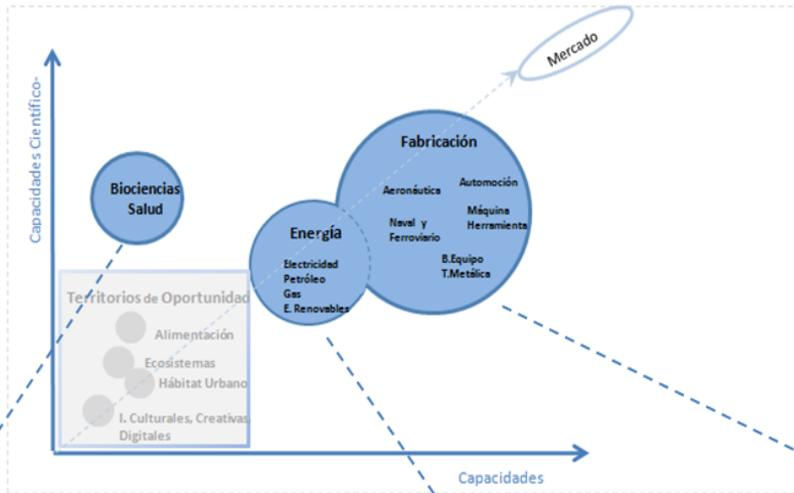 Mercado
Capacidades Científico-
Fabricación
Aeronáutica
Automoción
Naval y
Ferroviario
Máquina
Herramienta
B.Equipo
T.Metálica
Biociencias
Salud
Energía
Electricidad
Petróleo
Gas
E. Renovables
Territorios de Oportunidad
Alimentación
Ecosistemas
Hábitat Urbano
I. Culturales, Creativas
Digitales
Capacidades